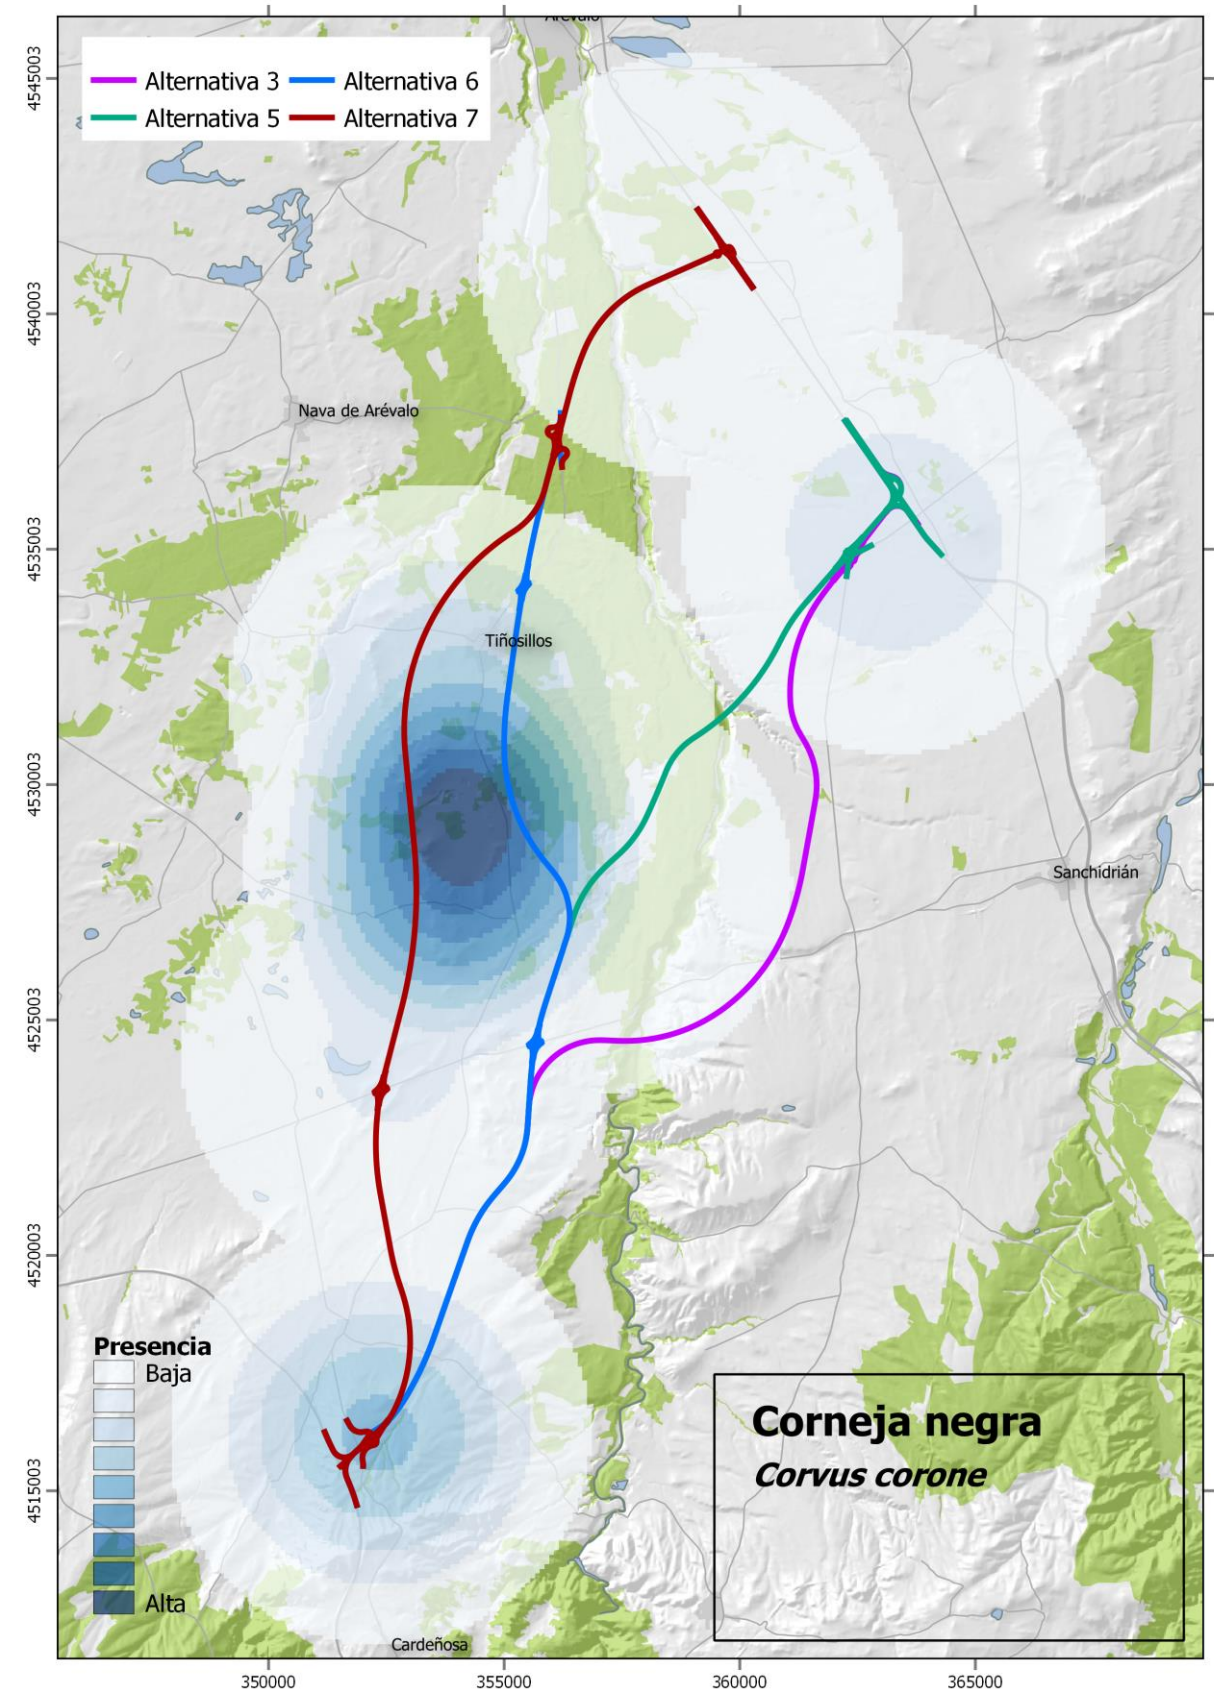 Arévalo
Alternativa 3
Alternativa 6
Alternativa 5
Alternativa 7
Nava de Arévalo
Tiñosillos
Sanchidrián
Cardeñosa
Presencia
Baja
Alta
Corneja negra
Corvus corone
4545003
4540003
4535003
4530003
4525003
4520003
4515003
350000
355000
360000
365000